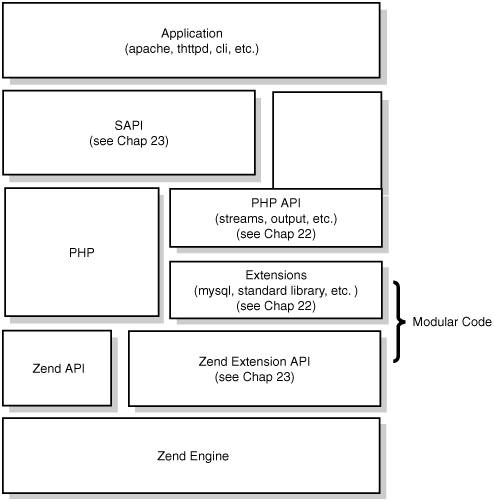 Application
(apache, thttpd, cli, etc.)
SAPI
(see Chap 23)
PHP API
(streams, output, etc.)
(see Chap 22)
PHP
Extensions
(mysql, standard library, etc. )
(see Chap 22)
Modular Code
Zend API
Zend Extension API
(see Chap 23)
Zend Engine